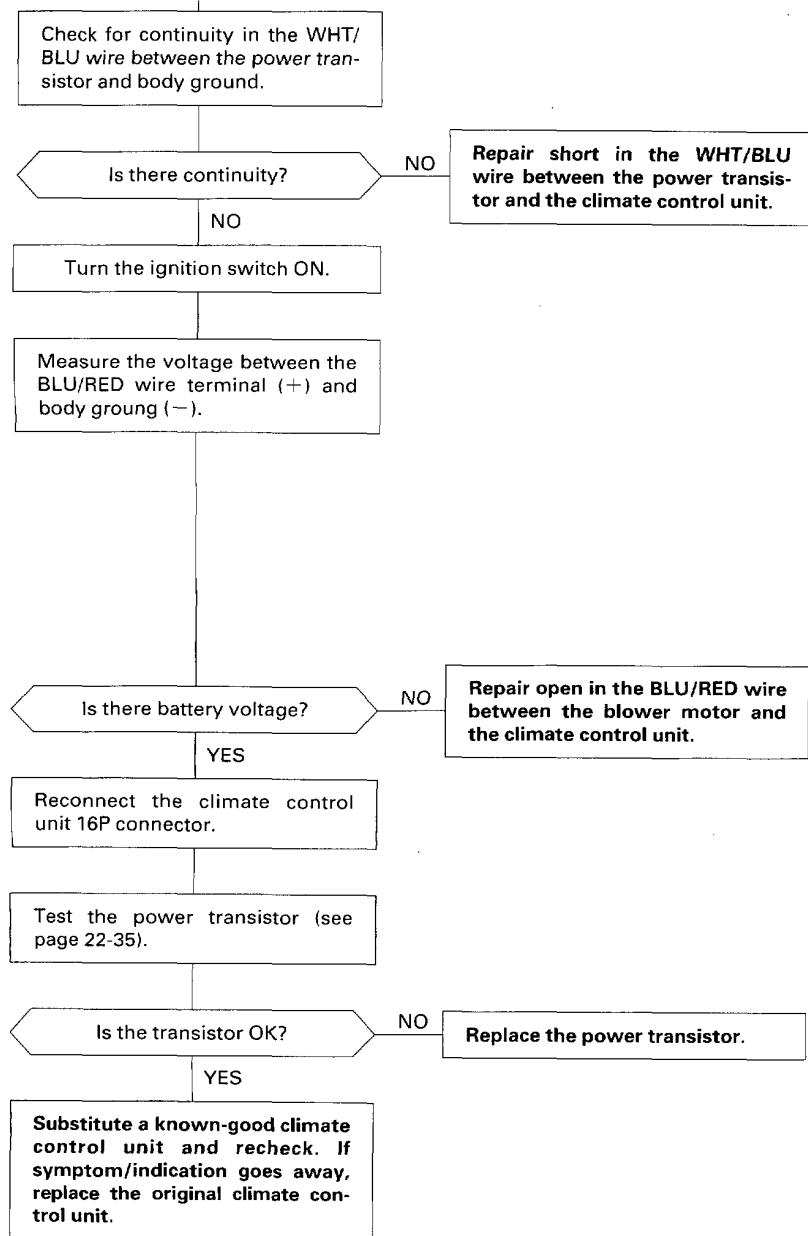 Check for continuity in the WHT/
BLU wire between the power tran-
sistor and body ground.
Is there continuity?
NO
Repair short in the WHT/BLU
wire between the power transis-
tor and the climate control unit.
NO
Turn the ignition switch ON.
Measure the voltage between the
BLU/RED wire terminal (+) and
body groung (−).
Is there battery voltage?
NO
Repair open in the BLU/RED wire
between the blower motor and
the climate control unit.
YES
Reconnect the climate control
unit 16P connector.
Test the power transistor (see
page 22-35).
Is the transistor OK?
NO
Replace the power transistor.
YES
Substitute a known-good climate
control unit and recheck. If
symptom/indication goes away,
replace the original climate con-
trol unit.